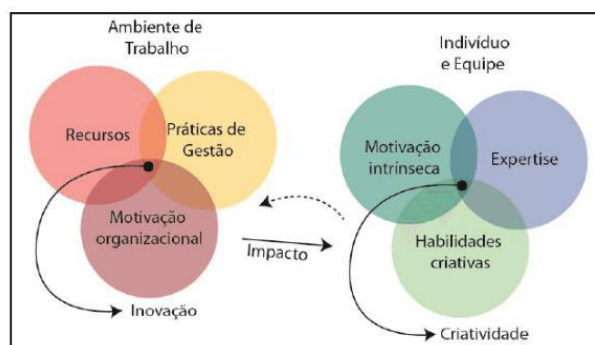 Ambiente de
Trabalho
Recursos
Práticas de
Gestão
Motivação
organizacional
Inovação
Impacto
Indivíduo
e Equipe
Motivação
intrínseca
Expertise
Habilidades
criativas
Criatividade